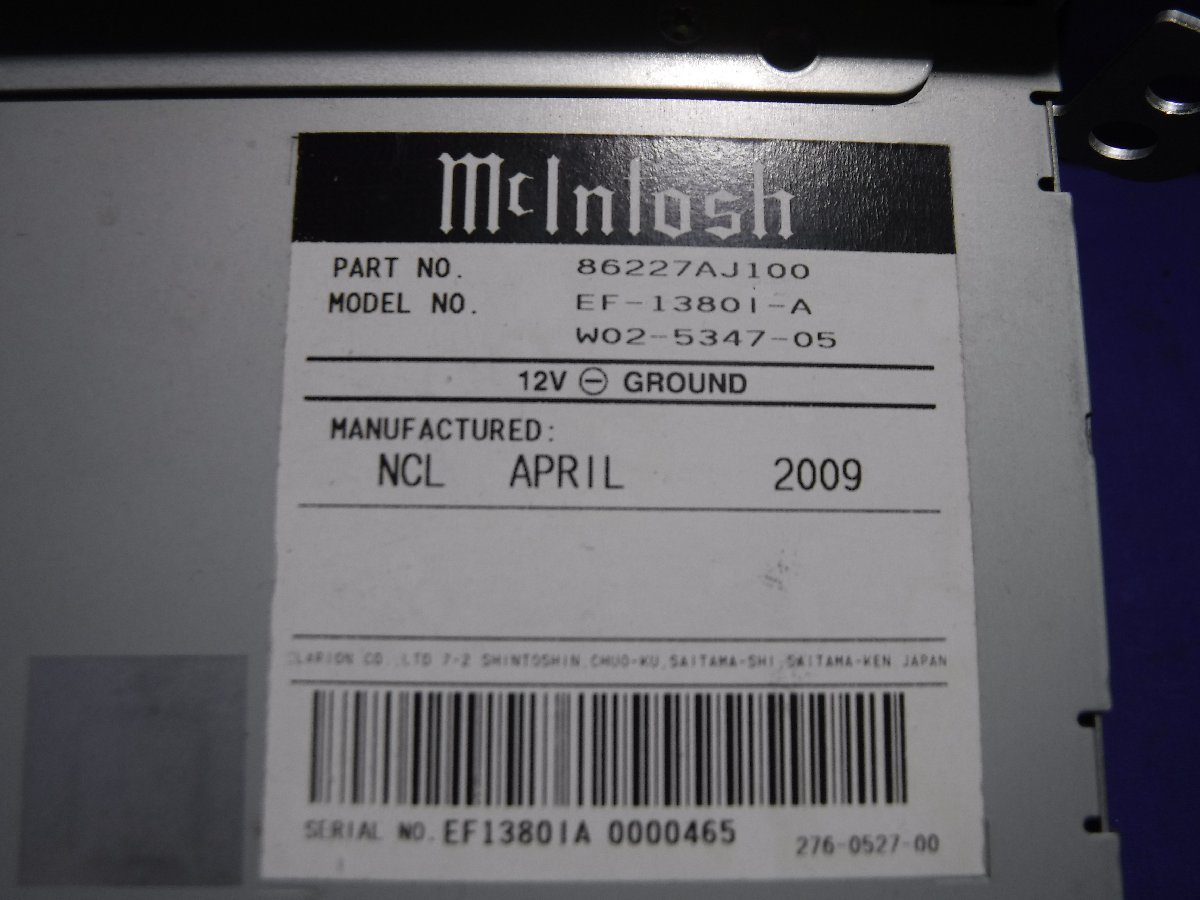 McIntosh
PART NO. 86227AJ100
MODEL NO. EF-1380I-A
W02-5347-05
12V ⊖ GROUND
MANUFACTURED:
NCL APRIL 2009
CLARION CO.,LTD 7-2 SHINTOSHIN,CHUO-KU,SAITAMA-SHI,SAITAMA-KEN JAPAN
SERIAL NO. EF1380IA 0000465
276-0527-00